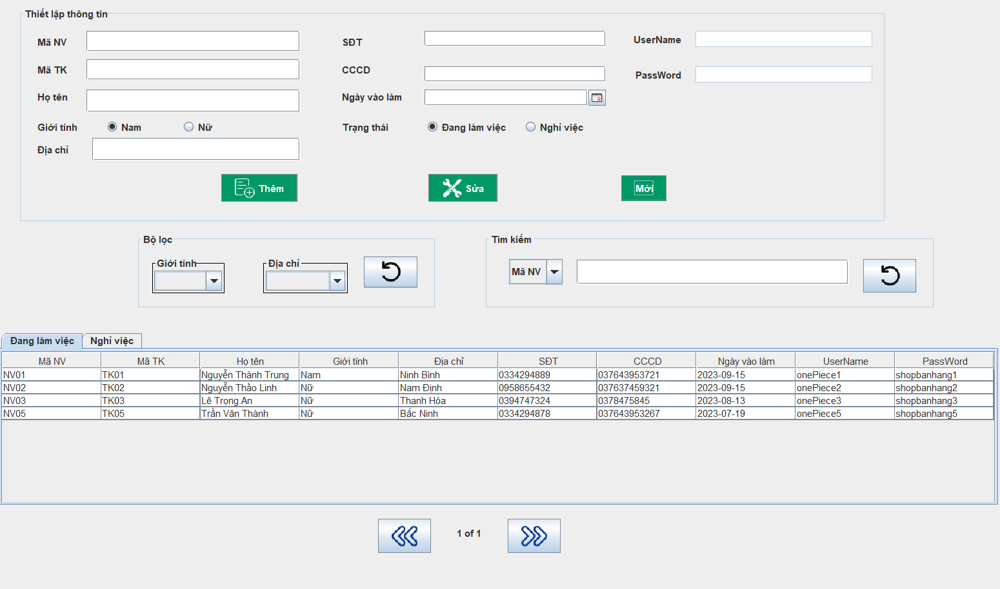 Thiết lập thông tin
Mã NV
SĐT
UserName
Mã TK
CCCD
PassWord
Họ tên
Ngày vào làm
Giới tính Nam Nữ
Trạng thái Đang làm việc Nghỉ việc
Địa chỉ
Thêm
Sửa
Mới
Bộ lọc
Giới tính
Địa chỉ
Tìm kiếm
Mã NV
Đang làm việc Nghỉ việc
Mã NV Mã TK Họ tên Giới tính Địa chỉ SĐT CCCD Ngày vào làm UserName PassWord
NV01 TK01 Nguyễn Thành Trung Nam Ninh Bình 0334294889 037643953721 2023-09-15 onePiece1 shopbanhang1
NV02 TK02 Nguyễn Thảo Linh Nữ Nam Định 0958655432 037637459321 2023-09-15 onePiece2 shopbanhang2
NV03 TK03 Lê Trọng An Nữ Thanh Hóa 0394747324 0378475845 2023-08-13 onePiece3 shopbanhang3
NV05 TK05 Trần Văn Thành Nữ Bắc Ninh 0334294878 037643953267 2023-07-19 onePiece5 shopbanhang5
1 of 1